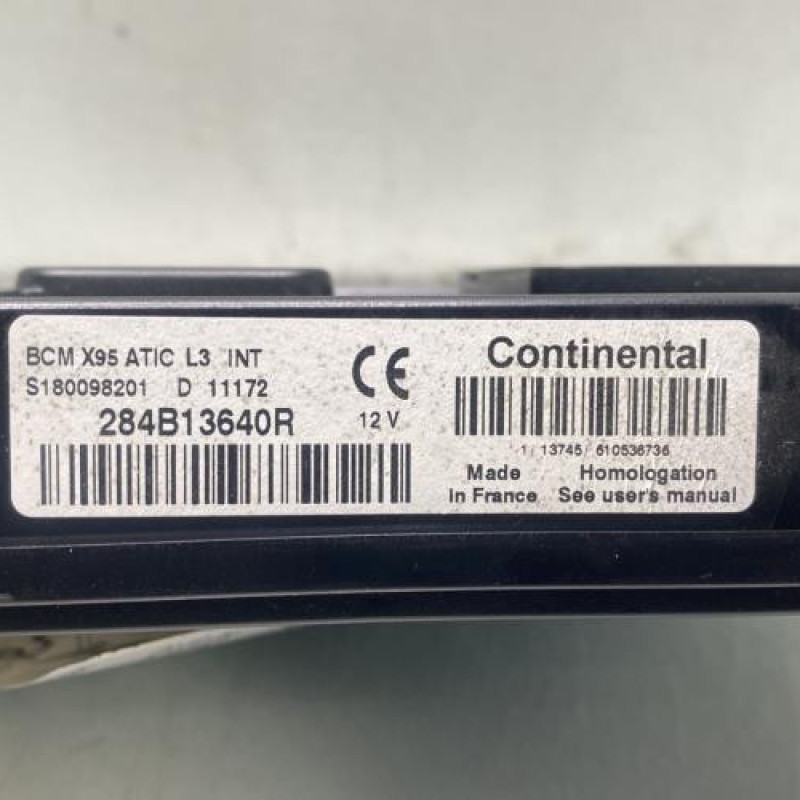 BCM X95 ATIC L3 INT
S180098201 D 11172
284B13640R
CE
12 V
Continental
1 13745 610536736
Made
in France
Homologation
See user's manual